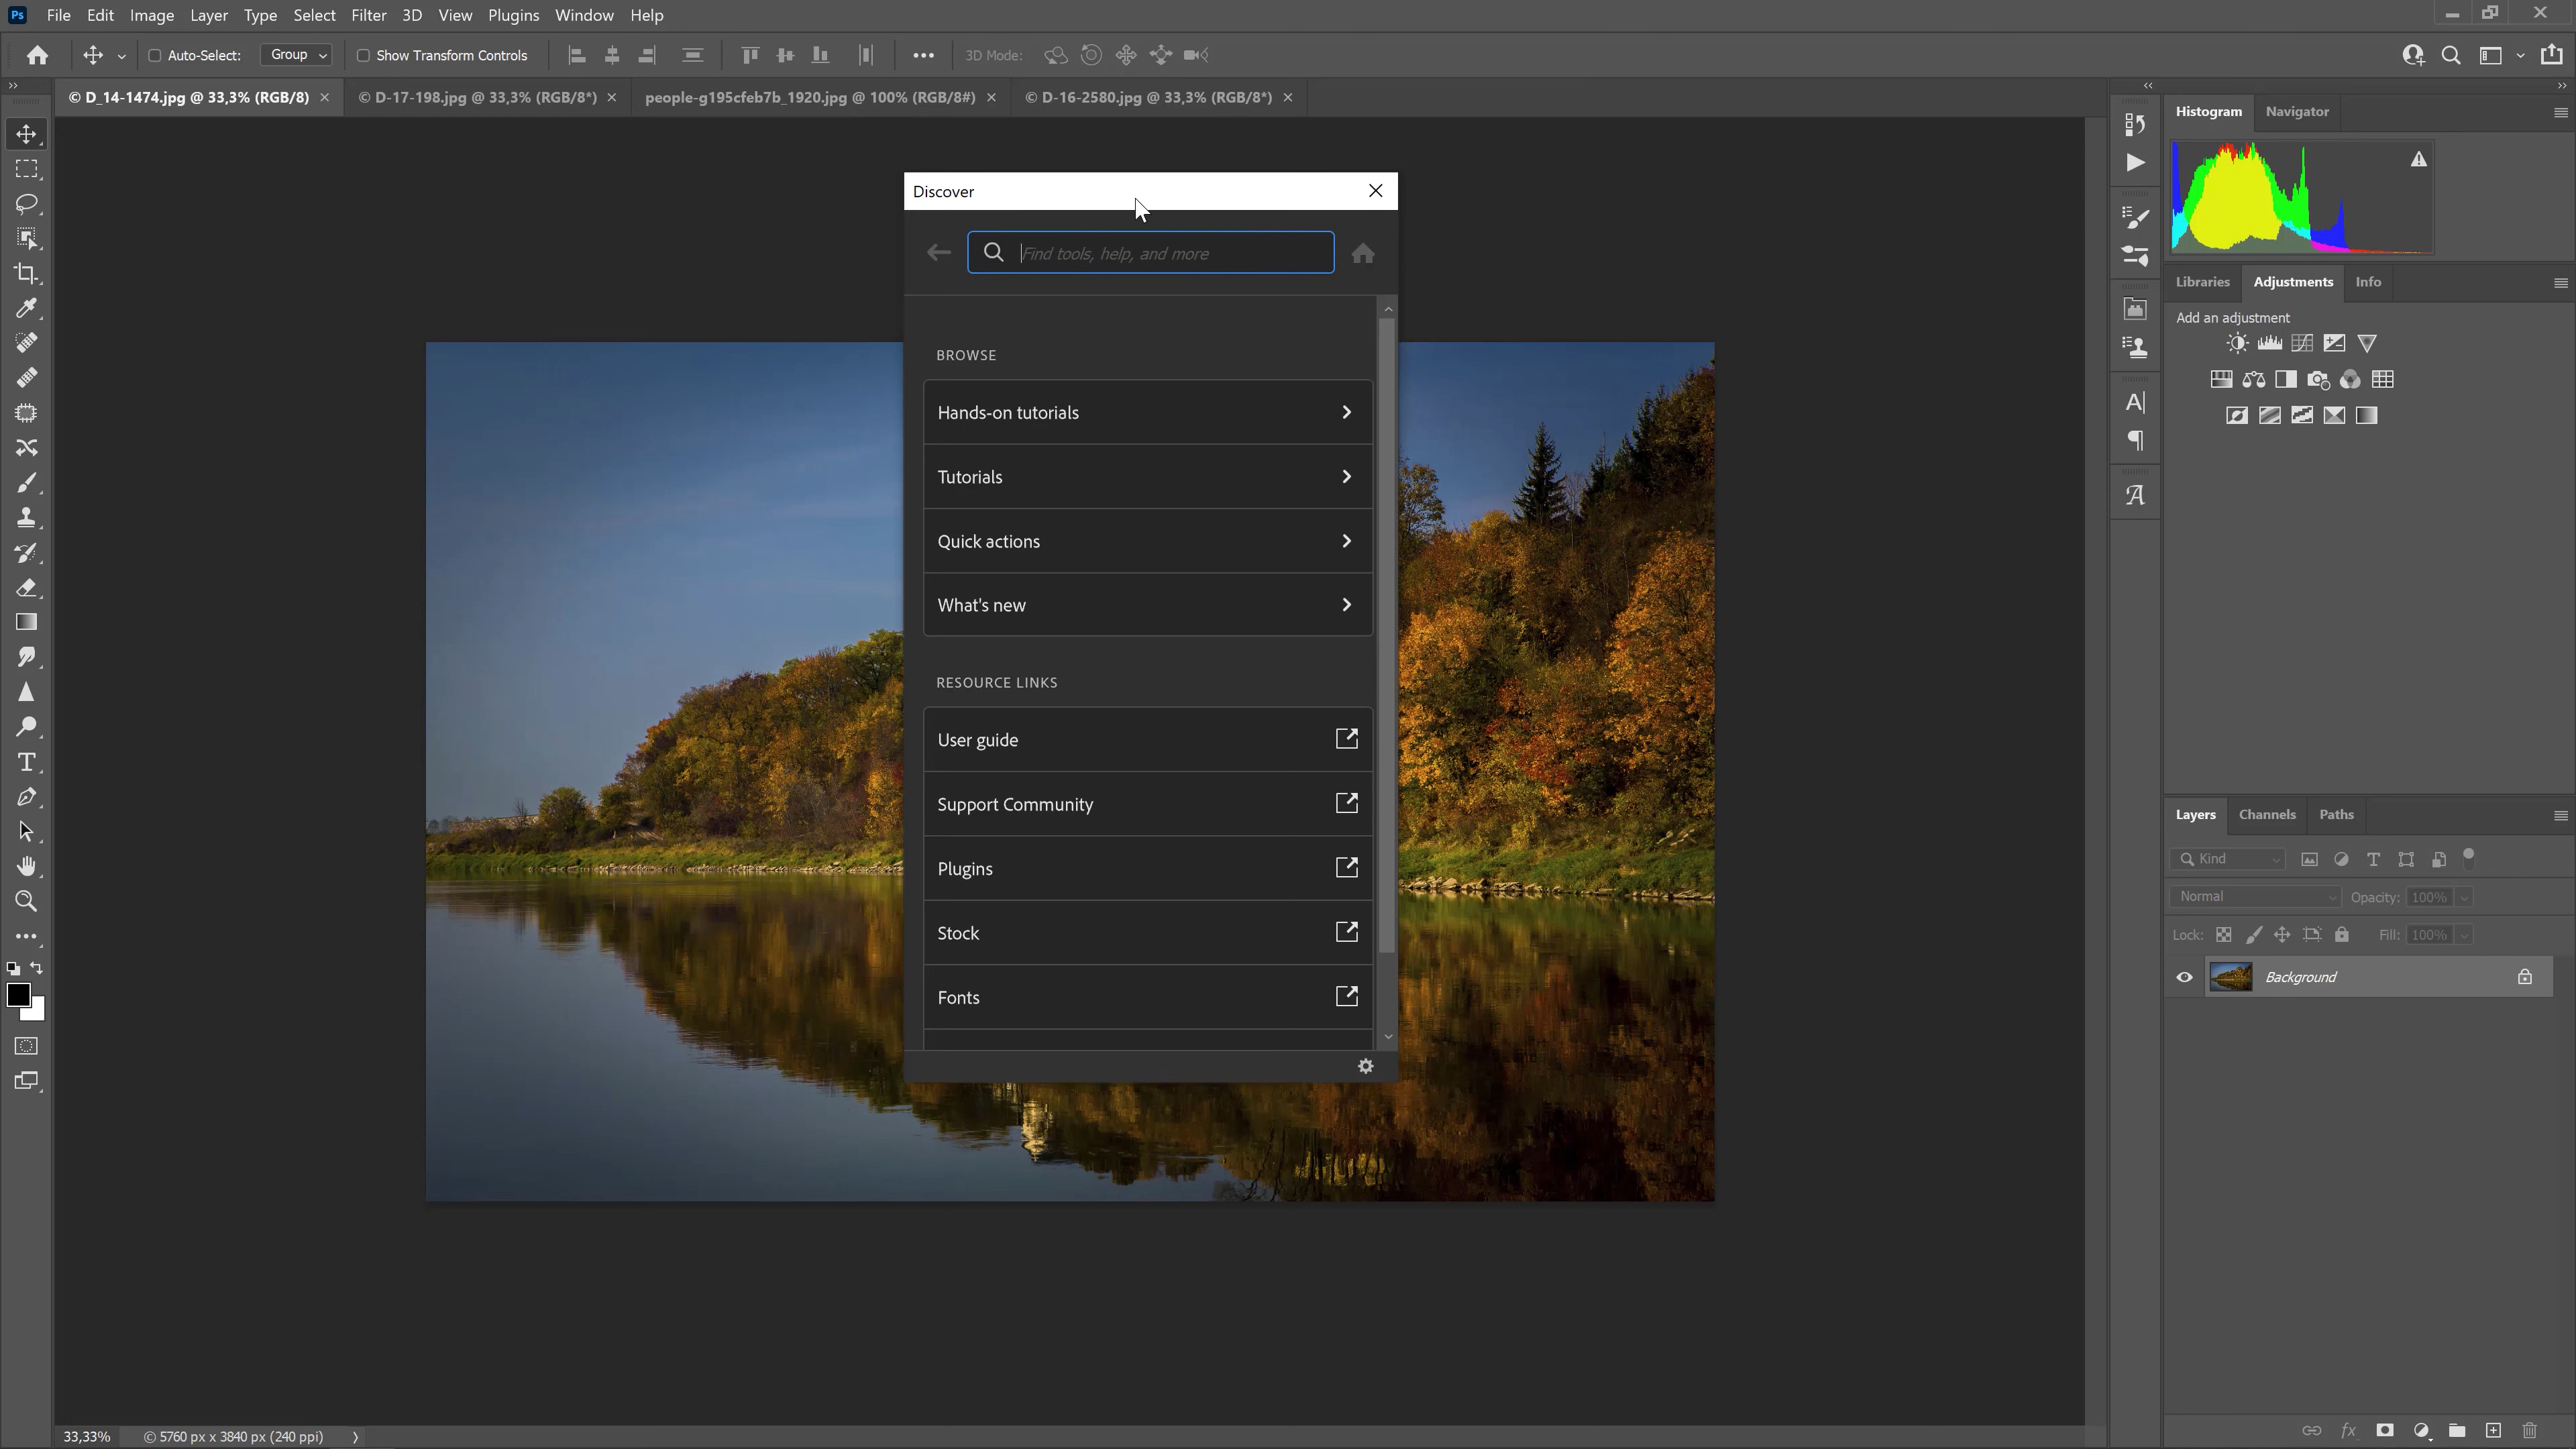 Ps File Edit Image Layer Type Select Filter 3D View Plugins Window Help
Auto-Select: Group Show Transform Controls 3D Mode:
© D_14-1474.jpg @ 33,3% (RGB/8) © D-17-198.jpg @ 33,3% (RGB/8*) people-g195cfeb7b_1920.jpg @ 100% (RGB/8#) © D-16-2580.jpg @ 33,3% (RGB/8*)
Discover
Find tools, help, and more
BROWSE
Hands-on tutorials
Tutorials
Quick actions
What's new
RESOURCE LINKS
User guide
Support Community
Plugins
Stock
Fonts
Histogram Navigator
Libraries Adjustments Info
Add an adjustment
Layers Channels Paths
Kind
Normal Opacity: 100%
Lock: Fill: 100%
Background
fx
33,33% © 5760 px x 3840 px (240 ppi)